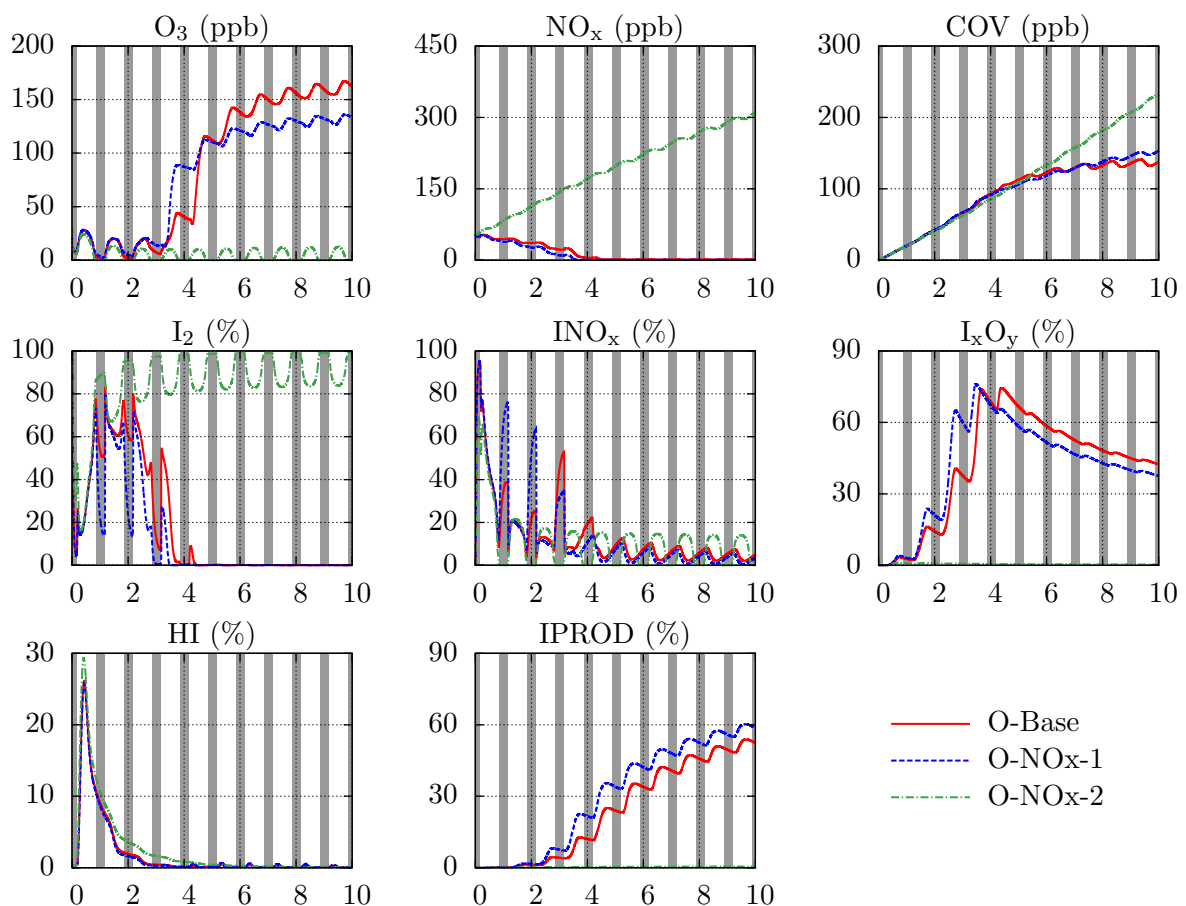 O₃ (ppb) NOₓ (ppb) COV (ppb)
200 450 300
150
100 300 200
50 150 100
0 0 0
0 2 4 6 8 10 0 2 4 6 8 10 0 2 4 6 8 10
I₂ (%) INOₓ (%) IₓOᵧ (%)
100 100 90
80 80
60 60 60
40 40 30
20 20
0 0 0
0 2 4 6 8 10 0 2 4 6 8 10 0 2 4 6 8 10
HI (%) IPROD (%)
30 90
20 60
10 30
0 0
0 2 4 6 8 10 0 2 4 6 8 10
O-Base
O-NOx-1
O-NOx-2